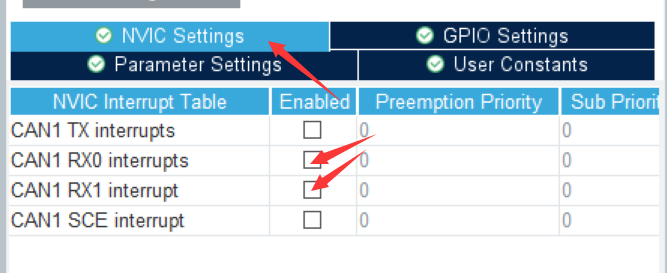 NVIC Settings GPIO Settings
Parameter Settings User Constants
NVIC Interrupt Table Enabled Preemption Priority Sub Priorit
CAN1 TX interrupts 0 0
CAN1 RX0 interrupts 0 0
CAN1 RX1 interrupt 0 0
CAN1 SCE interrupt 0 0